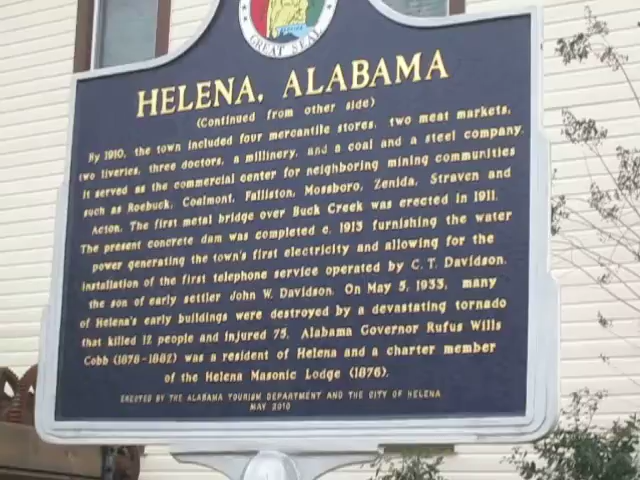 GREAT SEAL
HELENA, ALABAMA
(Continued from other side)
By 1910, the town included four mercantile stores, two meat markets,
two liveries, three doctors, a millinery, and a coal and a steel company.
It served as the commercial center for neighboring mining communities
such as Roebuck, Coalmont, Falliston, Mossboro, Zenida, Straven and
Acton. The first metal bridge over Buck Creek was erected in 1911.
The present concrete dam was completed c. 1913 furnishing the water
power generating the town's first electricity and allowing for the
installation of the first telephone service operated by C. T. Davidson,
the son of early settler John W. Davidson. On May 5, 1933, many
of Helena's early buildings were destroyed by a devastating tornado
that killed 12 people and injured 75. Alabama Governor Rufus Wills
Cobb (1878-1882) was a resident of Helena and a charter member
of the Helena Masonic Lodge (1876).
ERECTED BY THE ALABAMA TOURISM DEPARTMENT AND THE CITY OF HELENA
MAY 2010